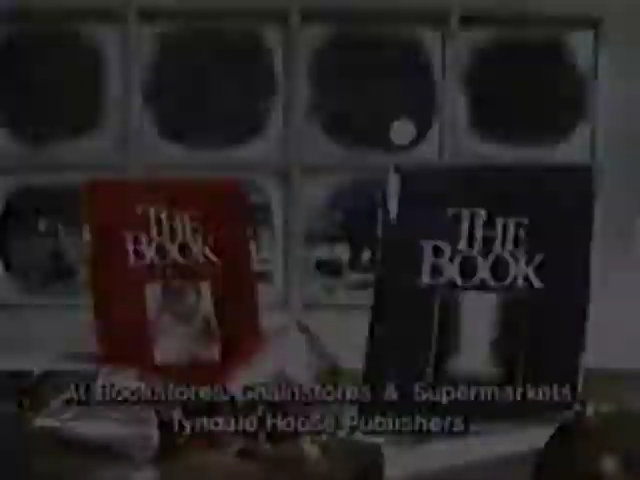 THE
BOOK
THE
BOOK
At Bookstores, Chainstores & Supermarkets
Tyndale House Publishers